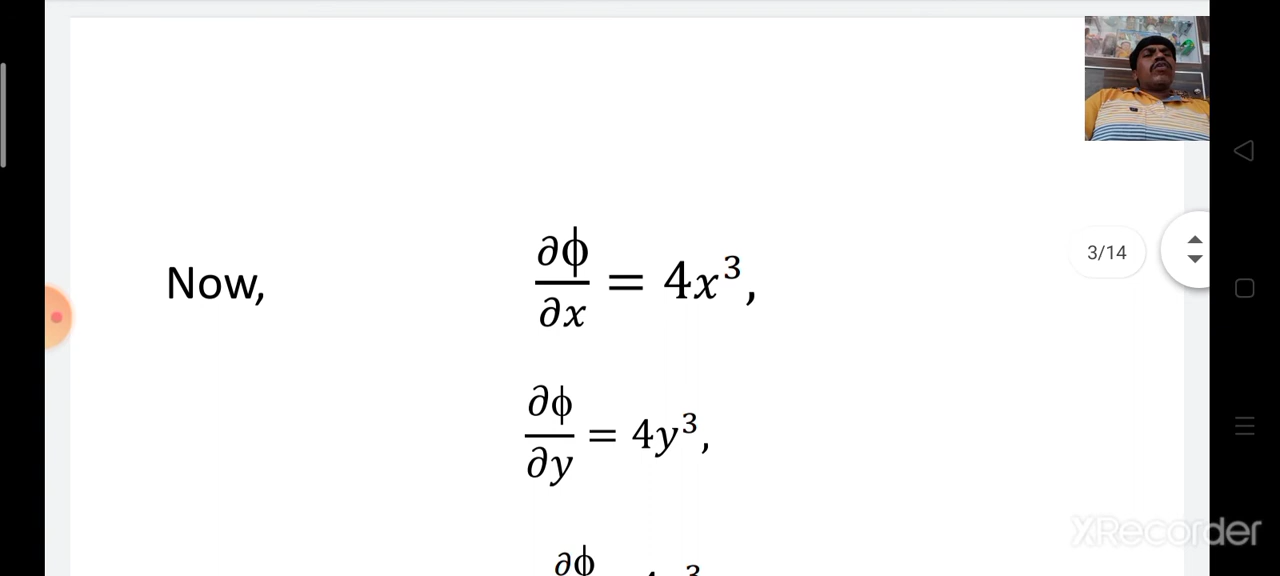 Now, ∂ϕ/∂x = 4x³,
3/14
∂ϕ/∂y = 4y³,
XRecorder
∂ϕ